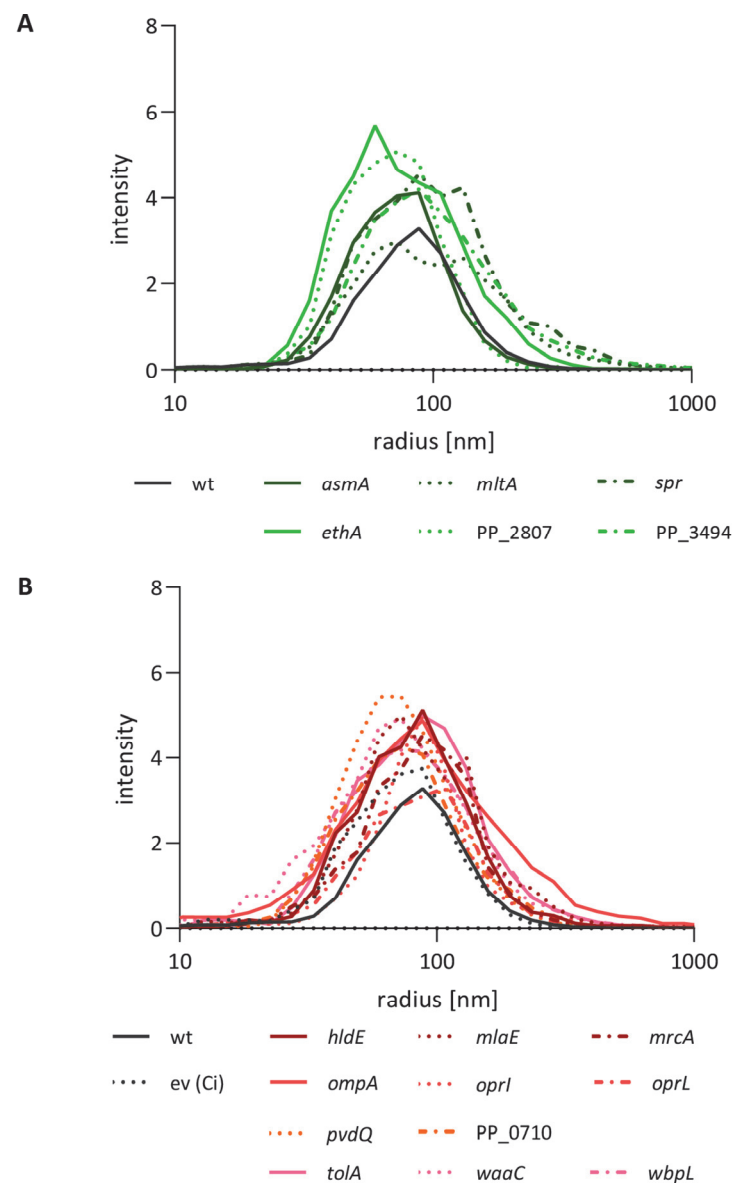 A
8
6
4
2
0
intensity
10 100 1000
radius [nm]
wt asmA mltA spr
ethA PP_2807 PP_3494
B
8
6
4
2
0
intensity
10 100 1000
radius [nm]
wt hldE mlaE mrcA
ev (Ci) ompA oprI oprL
pvdQ PP_0710
tolA waaC wbpL